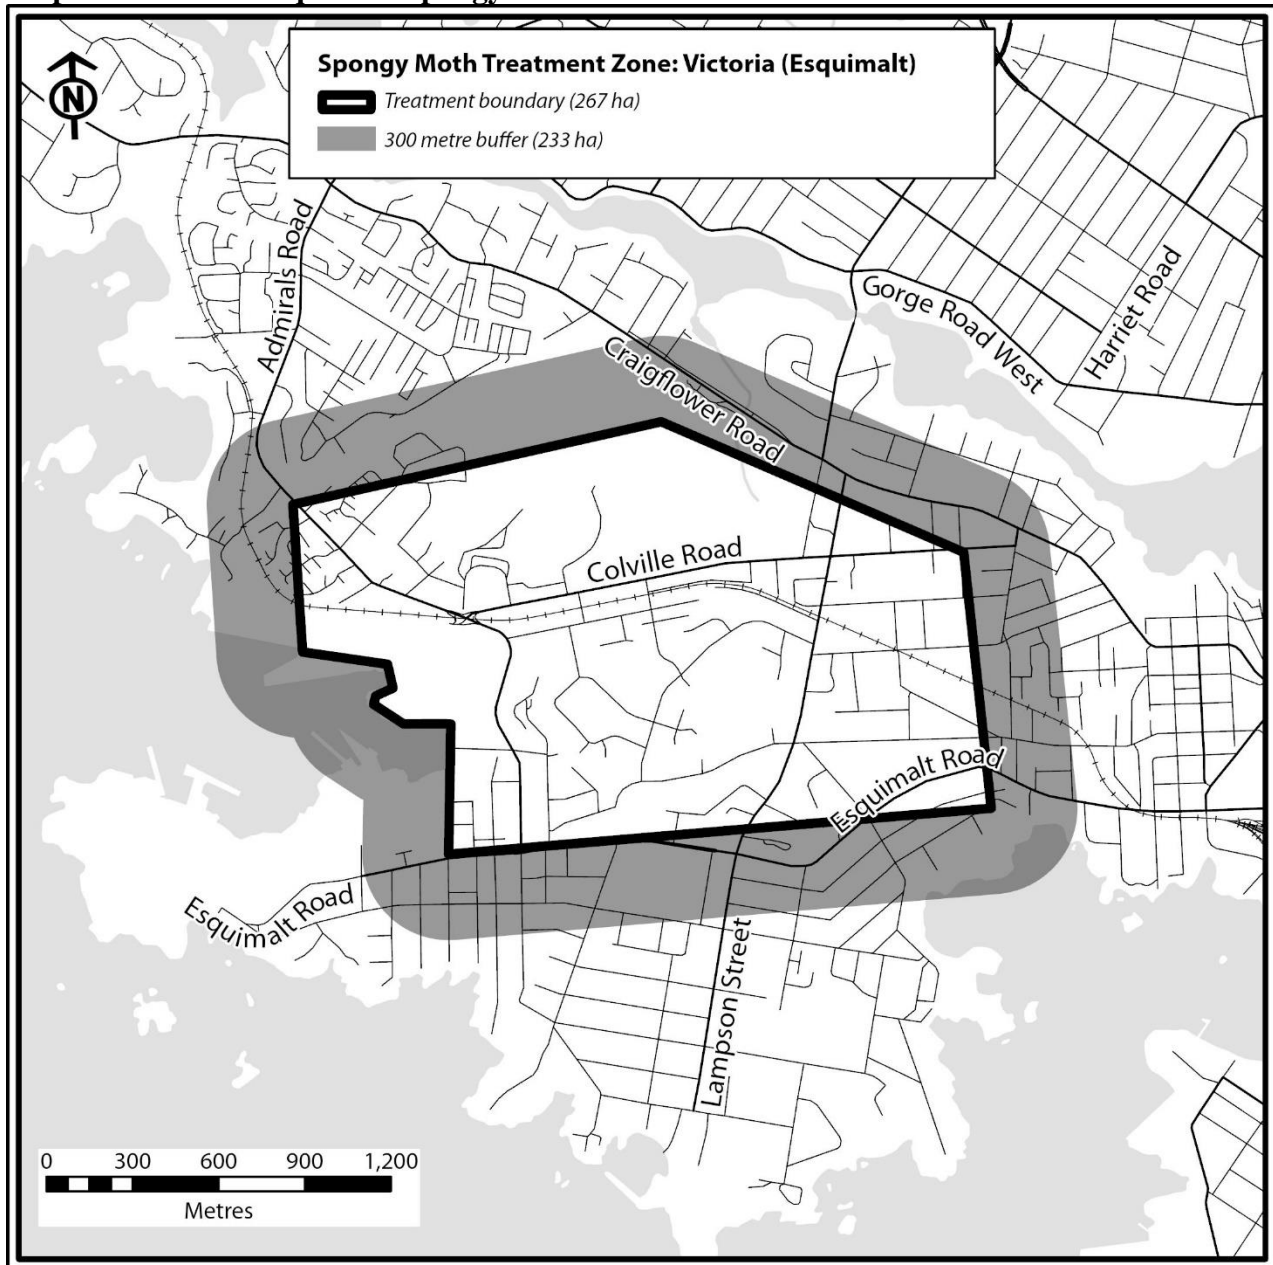 Spongy Moth Treatment Zone: Victoria (Esquimalt)
Treatment boundary (267 ha)
300 metre buffer (233 ha)
N
Admirals Road
Gorge Road West
Harriet Road
Craigflower Road
Colville Road
Esquimalt Road
Esquimalt Road
Lampson Street
0 300 600 900 1,200
Metres